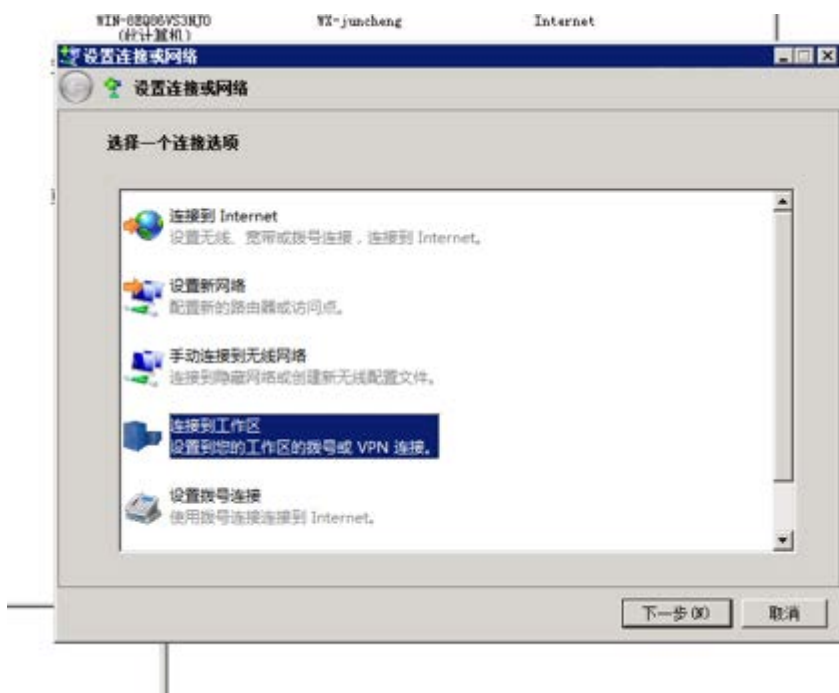 WX-juncheng
Internet
(此计算机)
设置连接或网络
设置连接或网络
选择一个连接选项
连接到 Internet
设置无线、宽带或拨号连接，连接到 Internet。
设置新网络
配置新的路由器或访问点。
手动连接到无线网络
连接到隐藏网络或创建新无线配置文件。
连接到工作区
设置到您的工作区的拨号或 VPN 连接。
设置拨号连接
使用拨号连接连接到 Internet。
下一步(N)
取消